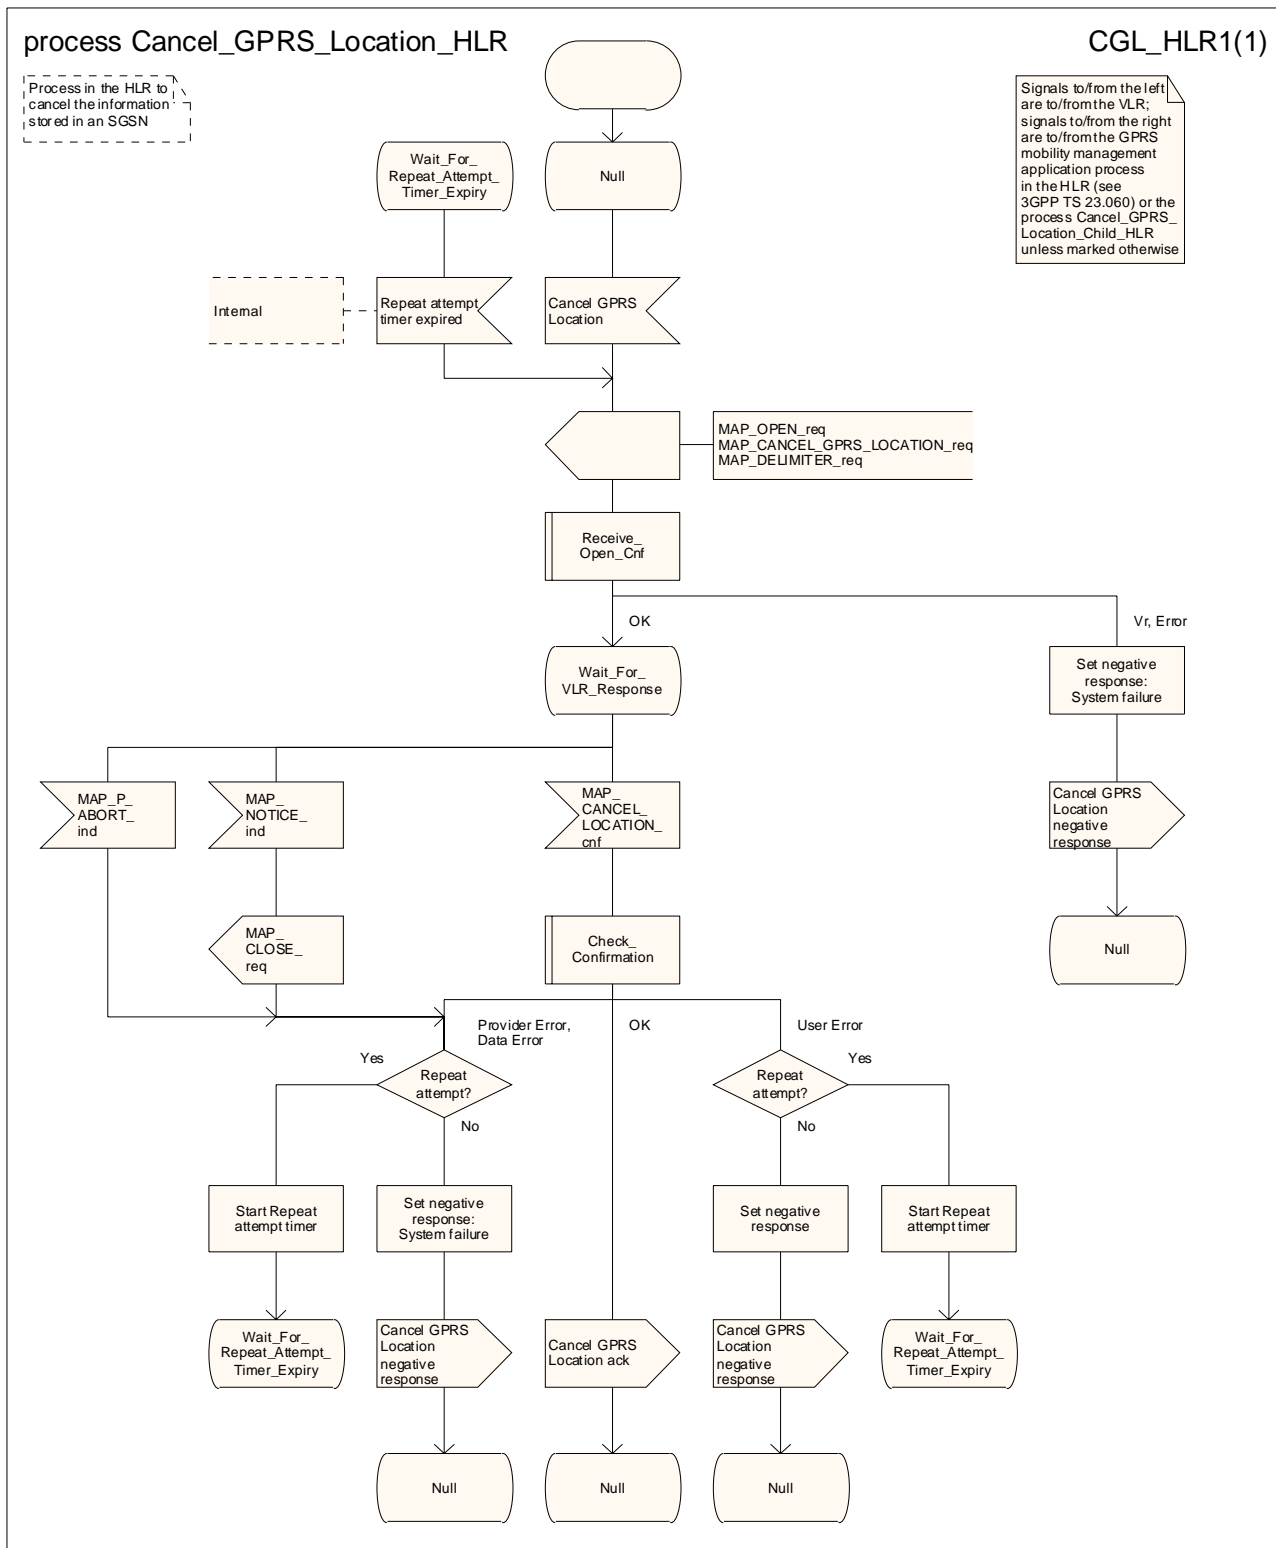 process Cancel_GPRS_Location_HLR
CGL_HLR1(1)
Process in the HLR to
cancel the information
stored in an SGSN
Signals to/from the left
are to/from the VLR;
signals to/from the right
are to/from the GPRS
mobility management
application process
in the HLR (see
3GPP TS 23.060) or the
process Cancel_GPRS_
Location_Child_HLR
unless marked otherwise
Wait_For_
Repeat_Attempt_
Timer_Expiry
Null
Internal
Repeat attempt
timer expired
Cancel GPRS
Location
MAP_OPEN_req
MAP_CANCEL_GPRS_LOCATION_req
MAP_DELIMITER_req
Receive_
Open_Cnf
OK
Vr, Error
Wait_For_
VLR_Response
Set negative
response:
System failure
MAP_P_
ABORT_
ind
MAP_
NOTICE_
ind
MAP_
CANCEL_
LOCATION_
cnf
Cancel GPRS
Location
negative
response
MAP_
CLOSE_
req
Check_
Confirmation
Null
Provider Error,
Data Error
OK
User Error
Yes
Repeat
attempt?
No
Repeat
attempt?
Yes
No
Start Repeat
attempt timer
Set negative
response:
System failure
Set negative
response
Start Repeat
attempt timer
Wait_For_
Repeat_Attempt_
Timer_Expiry
Cancel GPRS
Location
negative
response
Cancel GPRS
Location ack
Cancel GPRS
Location
negative
response
Wait_For_
Repeat_Attempt_
Timer_Expiry
Null
Null
Null